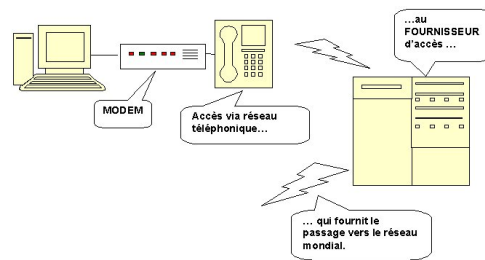 MODEM
Accès via réseau
téléphonique...
...au
FOURNISSEUR
d'accès ...
... qui fournit le
passage vers le réseau
mondial.